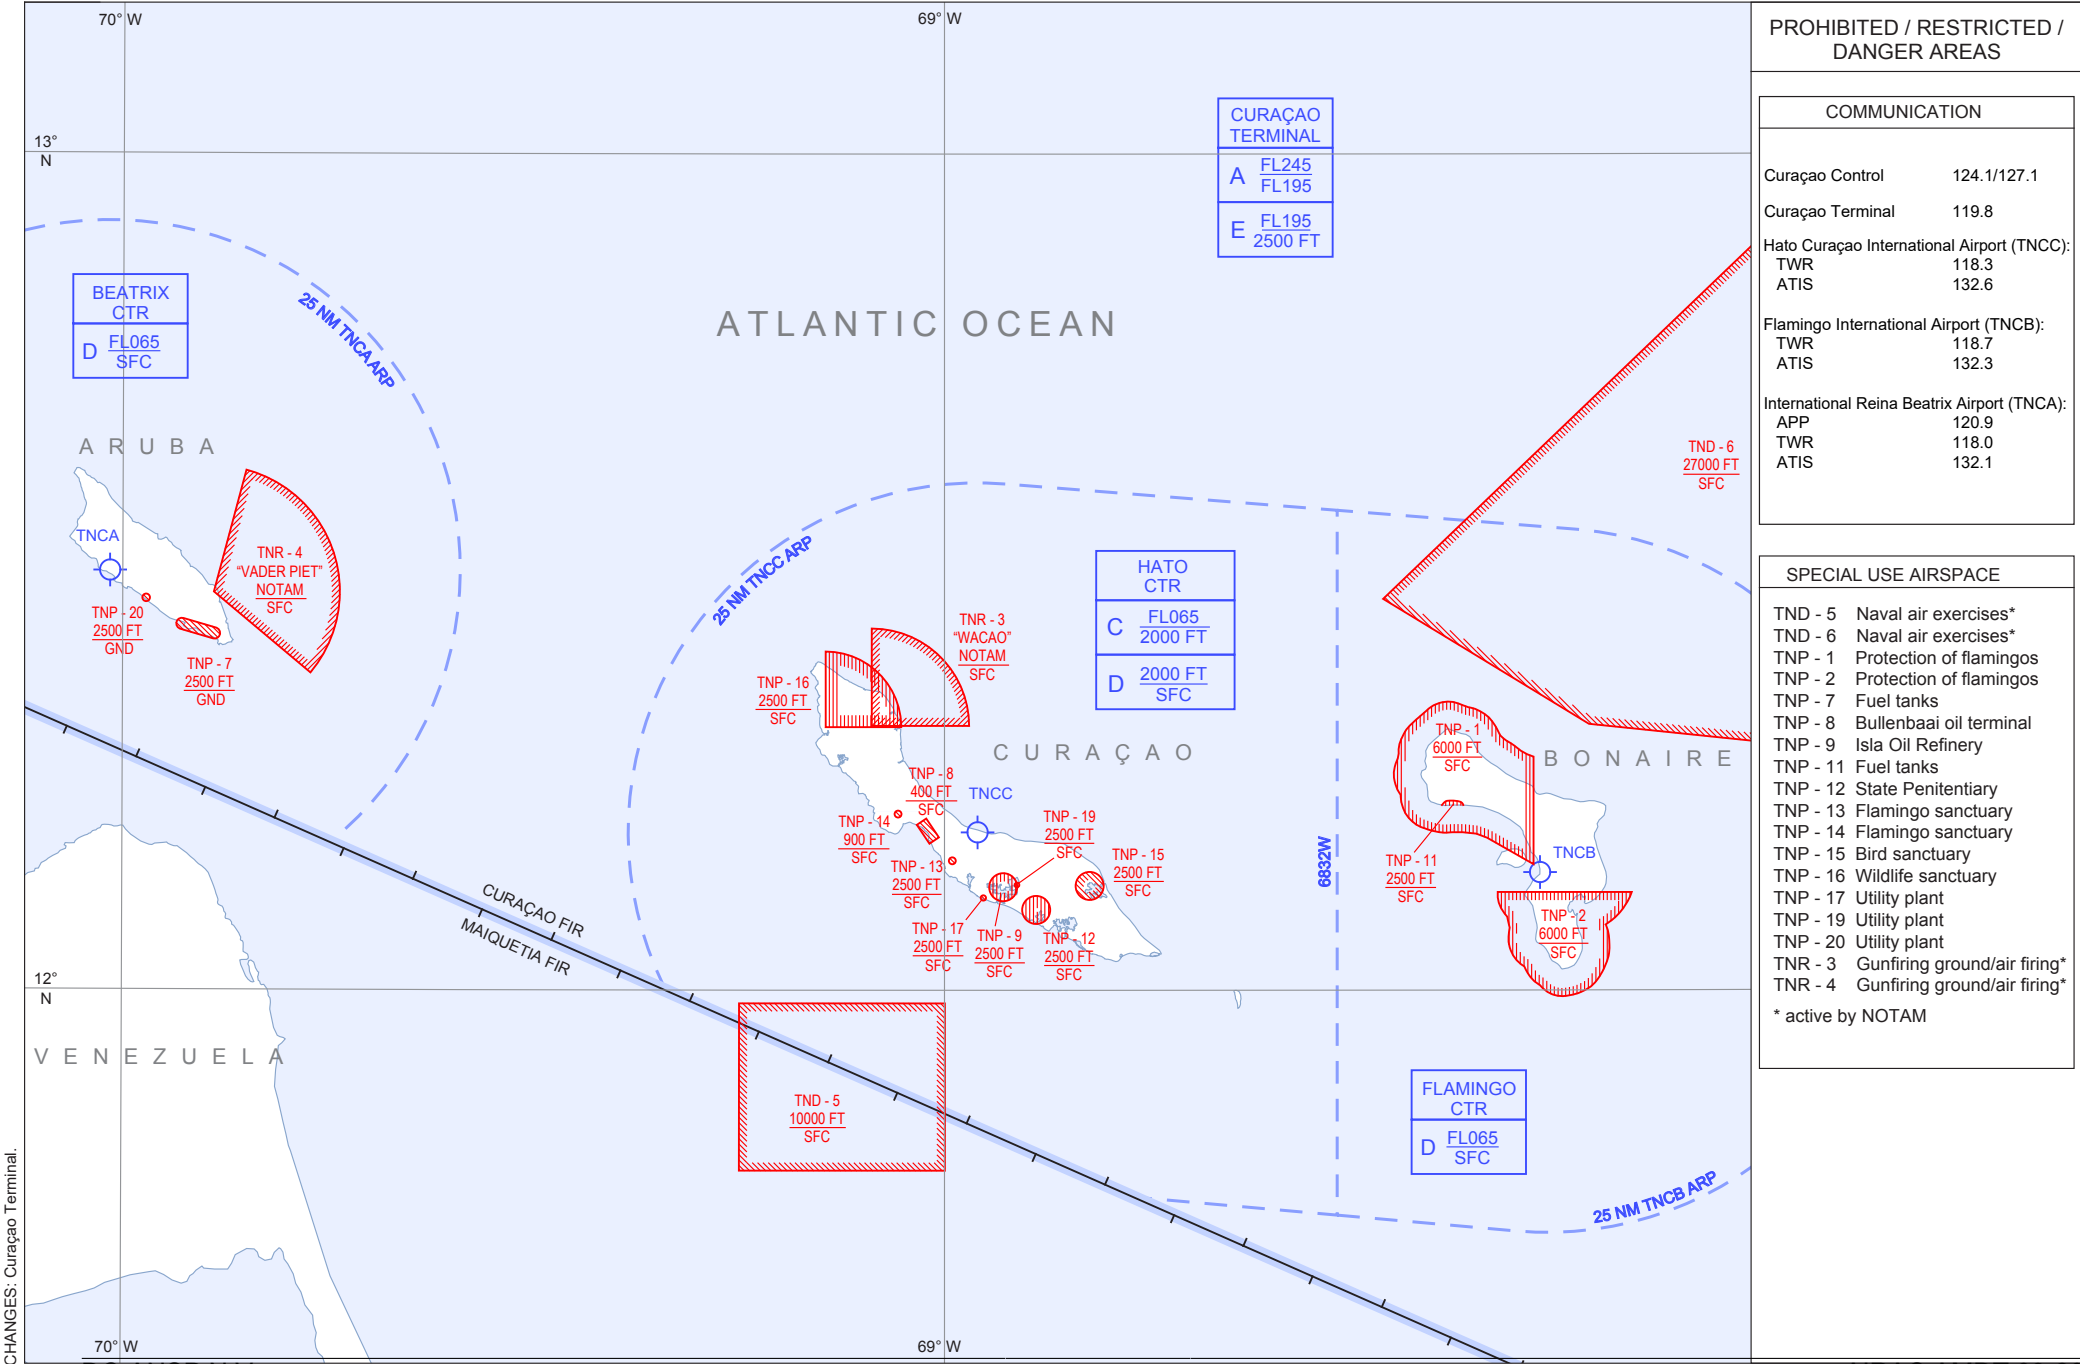 70° W
69° W
13°
N
CURAÇAO
TERMINAL
A FL245
FL195
E FL195
2500 FT
BEATRIX
CTR
D FL065
SFC
25 NM TNCA ARP
ATLANTIC OCEAN
ARUBA
TNCA
TNR - 4
“VADER PIET”
NOTAM
SFC
TNP - 20
2500 FT
GND
TNP - 7
2500 FT
GND
25 NM TNCC ARP
HATO
CTR
C FL065
2000 FT
D 2000 FT
SFC
TND - 6
27000 FT
SFC
TNR - 3
“WACAO”
NOTAM
SFC
TNP - 16
2500 FT
SFC
CURAÇAO
TNP - 8
400 FT
SFC
TNCC
TNP - 14
900 FT
SFC
TNP - 19
2500 FT
SFC
TNP - 13
2500 FT
SFC
TNP - 15
2500 FT
SFC
TNP - 17
2500 FT
SFC
TNP - 9
2500 FT
SFC
TNP - 12
2500 FT
SFC
6832W
TNP - 1
6000 FT
SFC
BONAIRE
TNP - 11
2500 FT
SFC
TNCB
TNP - 2
6000 FT
SFC
CURAÇAO FIR
MAIQUETIA FIR
12°
N
VENEZUELA
TND - 5
10000 FT
SFC
FLAMINGO
CTR
D FL065
SFC
25 NM TNCB ARP
70° W
69° W
CHANGES: Curaçao Terminal.
PROHIBITED / RESTRICTED /
DANGER AREAS
COMMUNICATION
Curaçao Control 124.1/127.1
Curaçao Terminal 119.8
Hato Curaçao International Airport (TNCC):
TWR 118.3
ATIS 132.6
Flamingo International Airport (TNCB):
TWR 118.7
ATIS 132.3
International Reina Beatrix Airport (TNCA):
APP 120.9
TWR 118.0
ATIS 132.1
SPECIAL USE AIRSPACE
TND - 5 Naval air exercises*
TND - 6 Naval air exercises*
TNP - 1 Protection of flamingos
TNP - 2 Protection of flamingos
TNP - 7 Fuel tanks
TNP - 8 Bullenbaai oil terminal
TNP - 9 Isla Oil Refinery
TNP - 11 Fuel tanks
TNP - 12 State Penitentiary
TNP - 13 Flamingo sanctuary
TNP - 14 Flamingo sanctuary
TNP - 15 Bird sanctuary
TNP - 16 Wildlife sanctuary
TNP - 17 Utility plant
TNP - 19 Utility plant
TNP - 20 Utility plant
TNR - 3 Gunfiring ground/air firing*
TNR - 4 Gunfiring ground/air firing*
* active by NOTAM